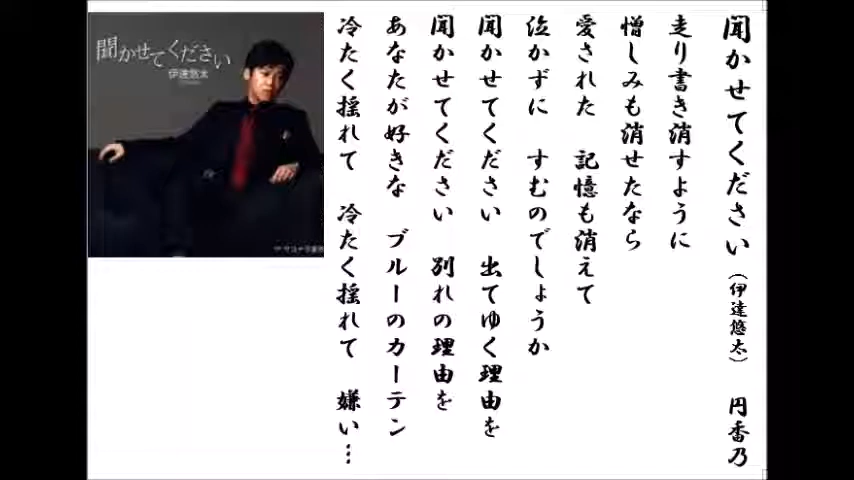 聞かせてください（伊達悠太） 円香乃
走り書き消すように
憎しみも消せたなら
愛された 記憶も消えて
泣かずに すむのでしょうか
聞かせてください 出てゆく理由を
聞かせてください 別れの理由を
あなたが好きな ブルーのカーテン
冷たく揺れて 冷たく揺れて 嫌い…
聞かせてください
伊達悠太